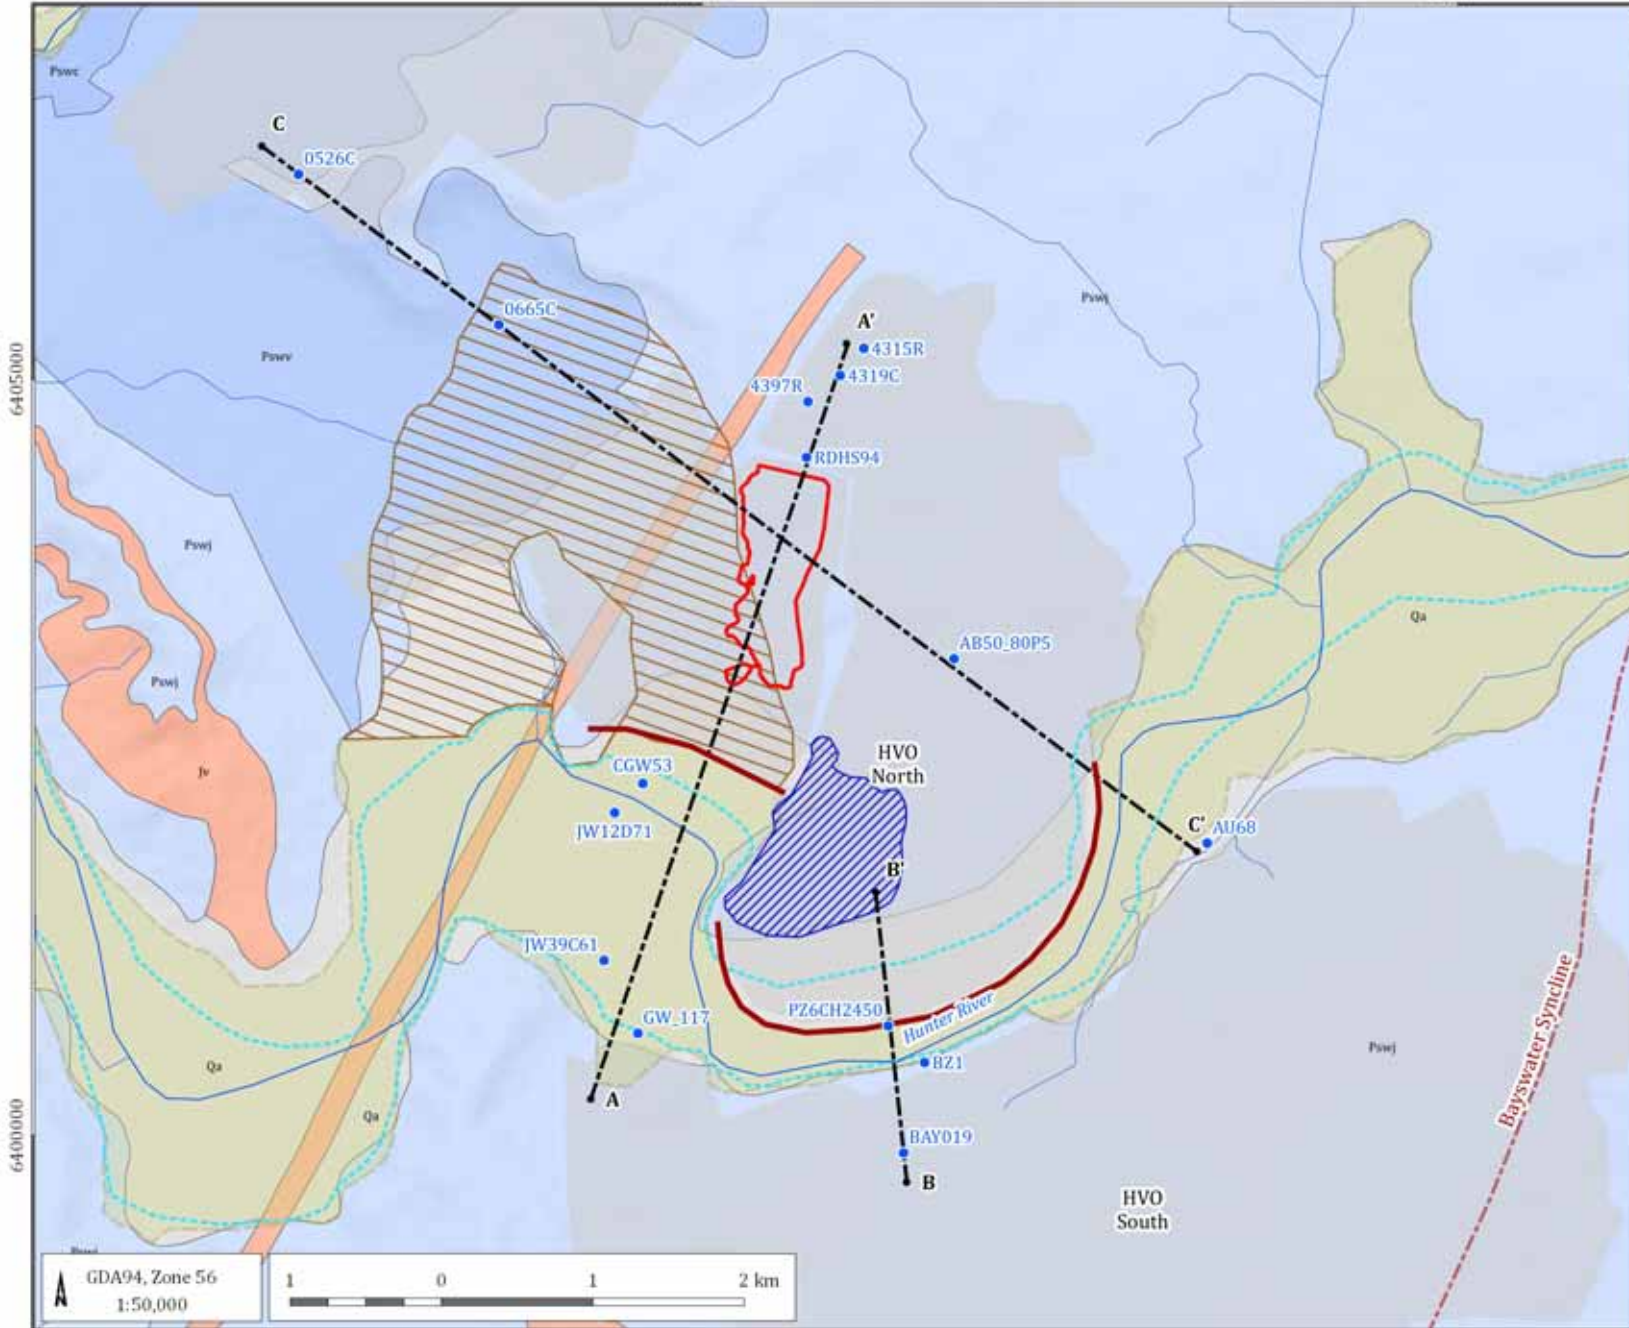 Pswc
C
0526C
0665C
Pswj
A'
4315R
4319C
4397R
RDHS94
6405000
Pswv
Pswj
Pswj
AB50_80P5
Qa
HVO
North
CGW53
JW12D71
Jv
C'
AU68
B'
JW39C61
GW_117
PZ6CH2450
Hunter River
BZ1
Bayswater Syncline
Pswj
Qa
Qa
A
6400000
BAY019
B
HVO
South
GDA94, Zone 56
1:50,000
1 0 1 2 km